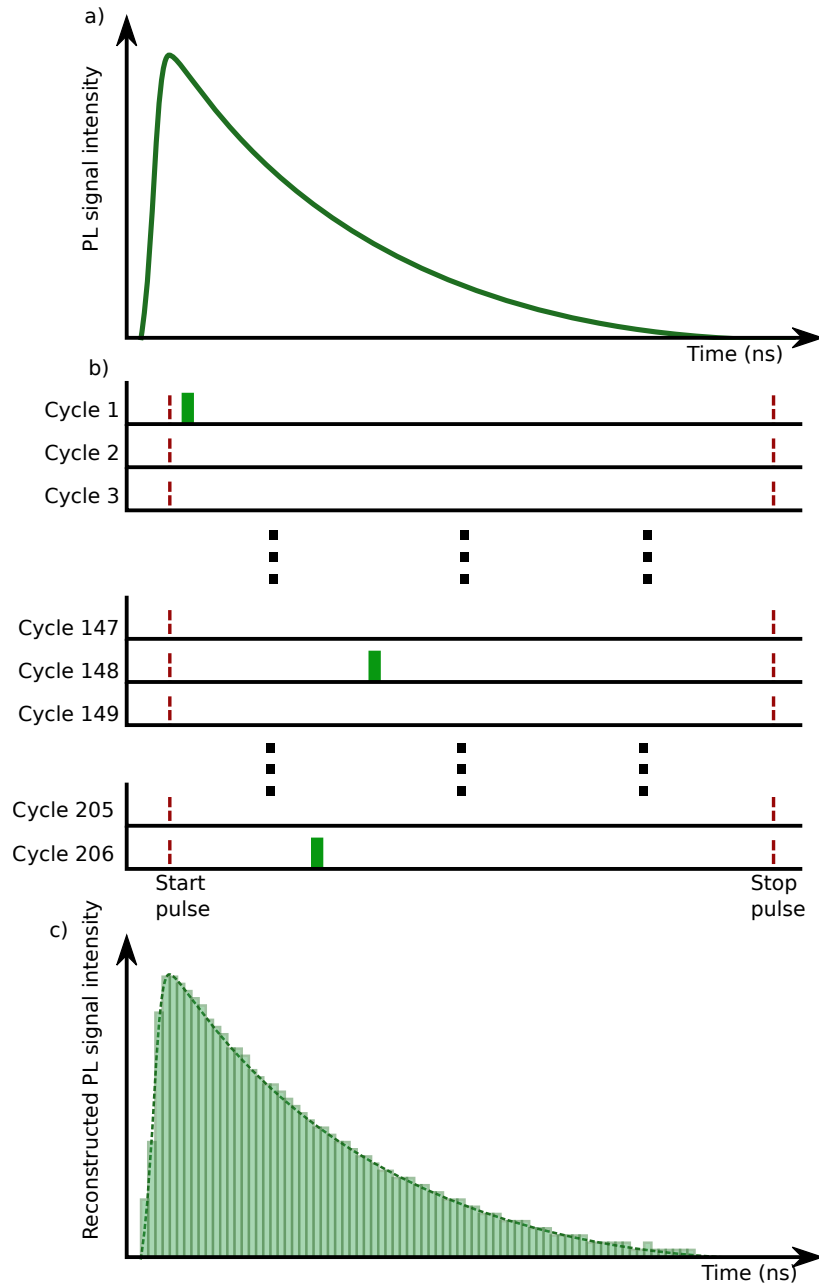 a)
PL signal intensity
Time (ns)
b)
Cycle 1
Cycle 2
Cycle 3
Cycle 147
Cycle 148
Cycle 149
Cycle 205
Cycle 206
Start
pulse
Stop
pulse
c)
Reconstructed PL signal intensity
Time (ns)